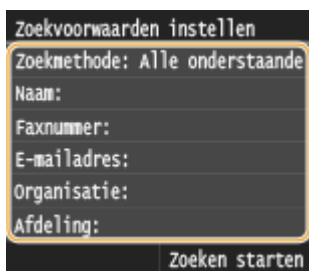 Zoekvoorwaarden instellen
Zoekmethode: Alle onderstaande
Naam:
Faxnummer:
E-mailadres:
Organisatie:
Afdeling:
Zoeken starten